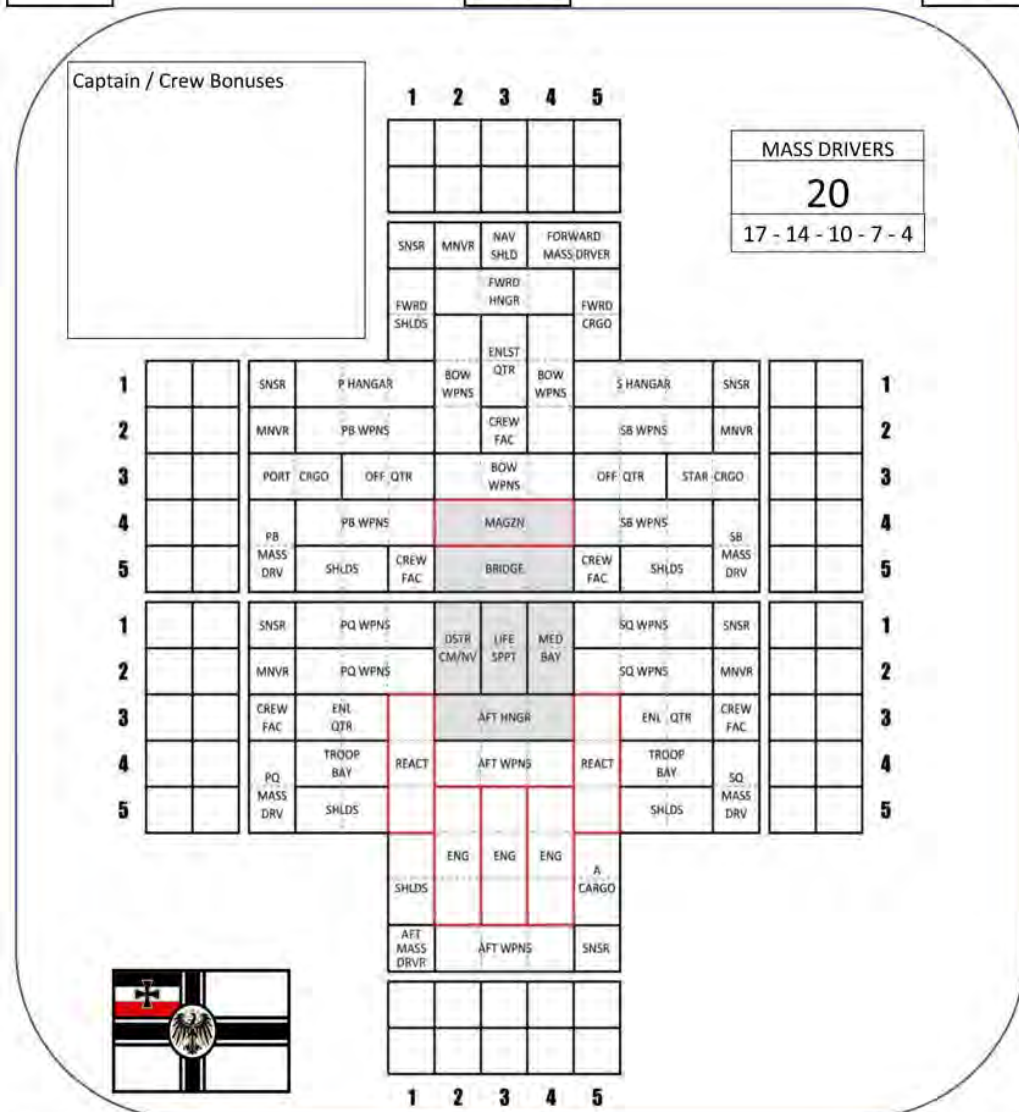 Captain / Crew Bonuses
1 2 3 4 5
MASS DRIVERS
20
17 - 14 - 10 - 7 - 4
SNSR MNVR NAV SHLD FORWARD MASS DRVER
FWRD SHLDS FWRD HNGR FWRD CRGO
ENLST QTR
1 SNSR P HANGAR BOW WPNS BOW WPNS S HANGAR SNSR 1
2 MNVR PB WPNS CREW FAC SB WPNS MNVR 2
3 PORT CRGO OFF QTR BOW WPNS OFF QTR STAR CRGO 3
4 PB MASS DRV PB WPNS MAGZN SB WPNS SB MASS DRV 4
5 SHLDS CREW FAC BRIDGE CREW FAC SHLDS 5
1 SNSR PQ WPNS DSTR CM/NV LIFE SPPT MED BAY SQ WPNS SNSR 1
2 MNVR PQ WPNS SQ WPNS MNVR 2
3 CREW FAC ENL QTR AFT HNGR ENL QTR CREW FAC 3
4 PQ MASS DRV TROOP BAY REACT AFT WPNS REACT TROOP BAY SQ MASS DRV 4
5 SHLDS SHLDS 5
SHLDS ENG ENG ENG A CARGO
AFT MASS DRVR AFT WPNS SNSR
1 2 3 4 5